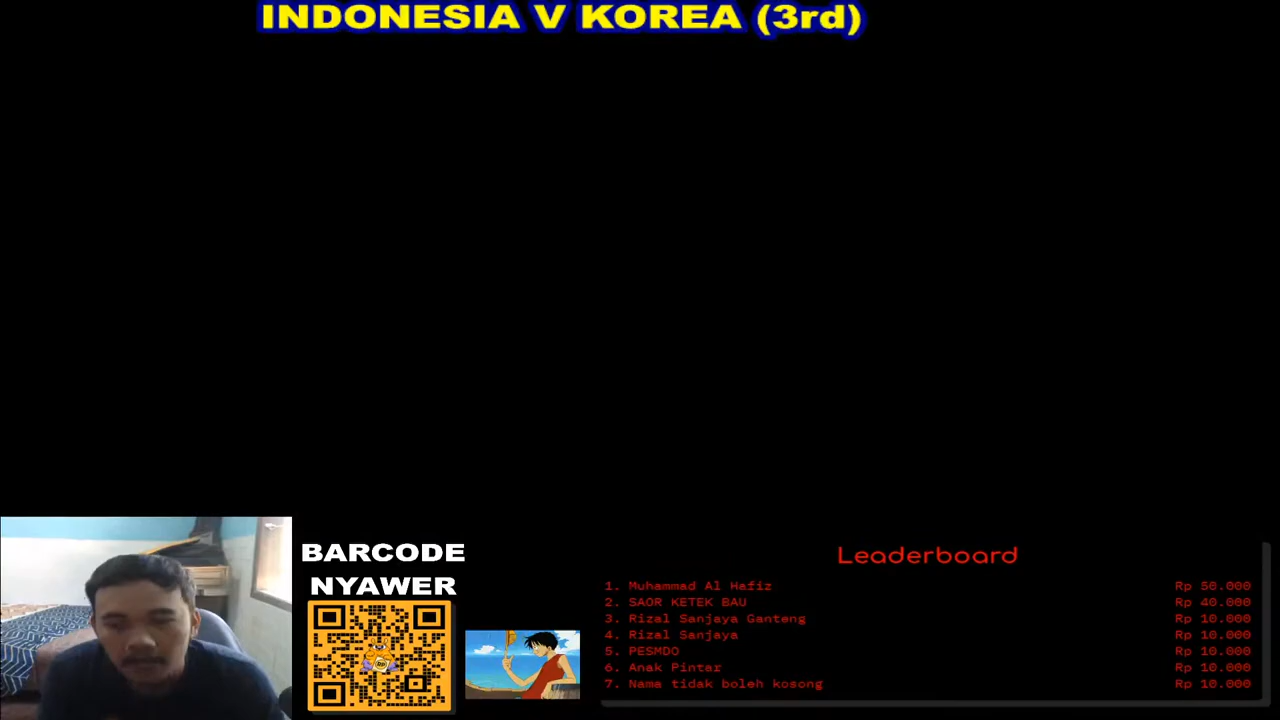 INDONESIA V KOREA (3rd)
BARCODE
NYAWER
Leaderboard
1. Muhammad Al Hafiz Rp 50.000
2. SAOR KETEK BAU Rp 40.000
3. Rizal Sanjaya Ganteng Rp 10.000
4. Rizal Sanjaya Rp 10.000
5. PESMDO Rp 10.000
6. Anak Pintar Rp 10.000
7. Nama tidak boleh kosong Rp 10.000